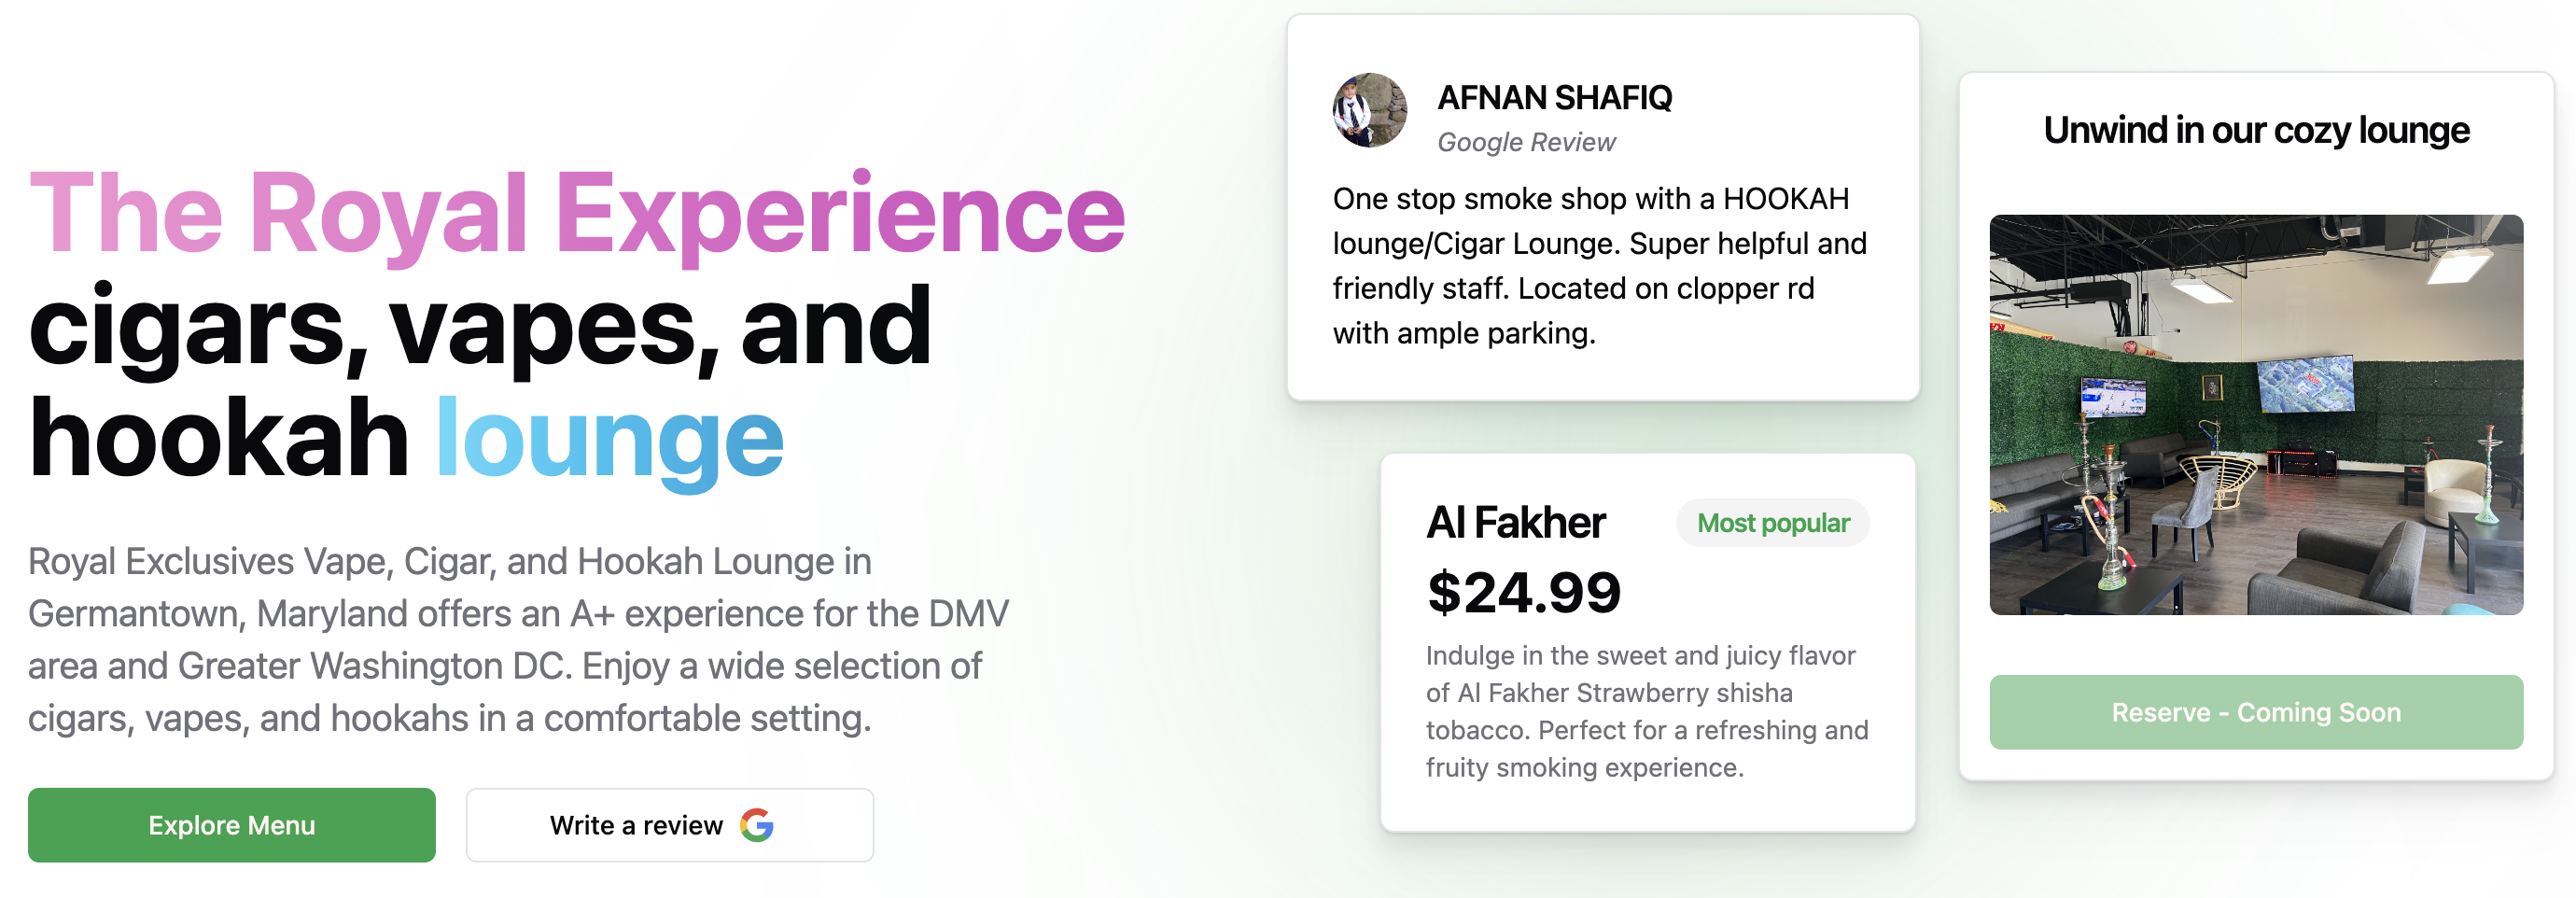 The Royal Experience
cigars, vapes, and
hookah lounge
Royal Exclusives Vape, Cigar, and Hookah Lounge in
Germantown, Maryland offers an A+ experience for the DMV
area and Greater Washington DC. Enjoy a wide selection of
cigars, vapes, and hookahs in a comfortable setting.
Explore Menu
Write a review
AFNAN SHAFIQ
Google Review
One stop smoke shop with a HOOKAH
lounge/Cigar Lounge. Super helpful and
friendly staff. Located on clopper rd
with ample parking.
Al Fakher
Most popular
$24.99
Indulge in the sweet and juicy flavor
of Al Fakher Strawberry shisha
tobacco. Perfect for a refreshing and
fruity smoking experience.
Unwind in our cozy lounge
Reserve - Coming Soon